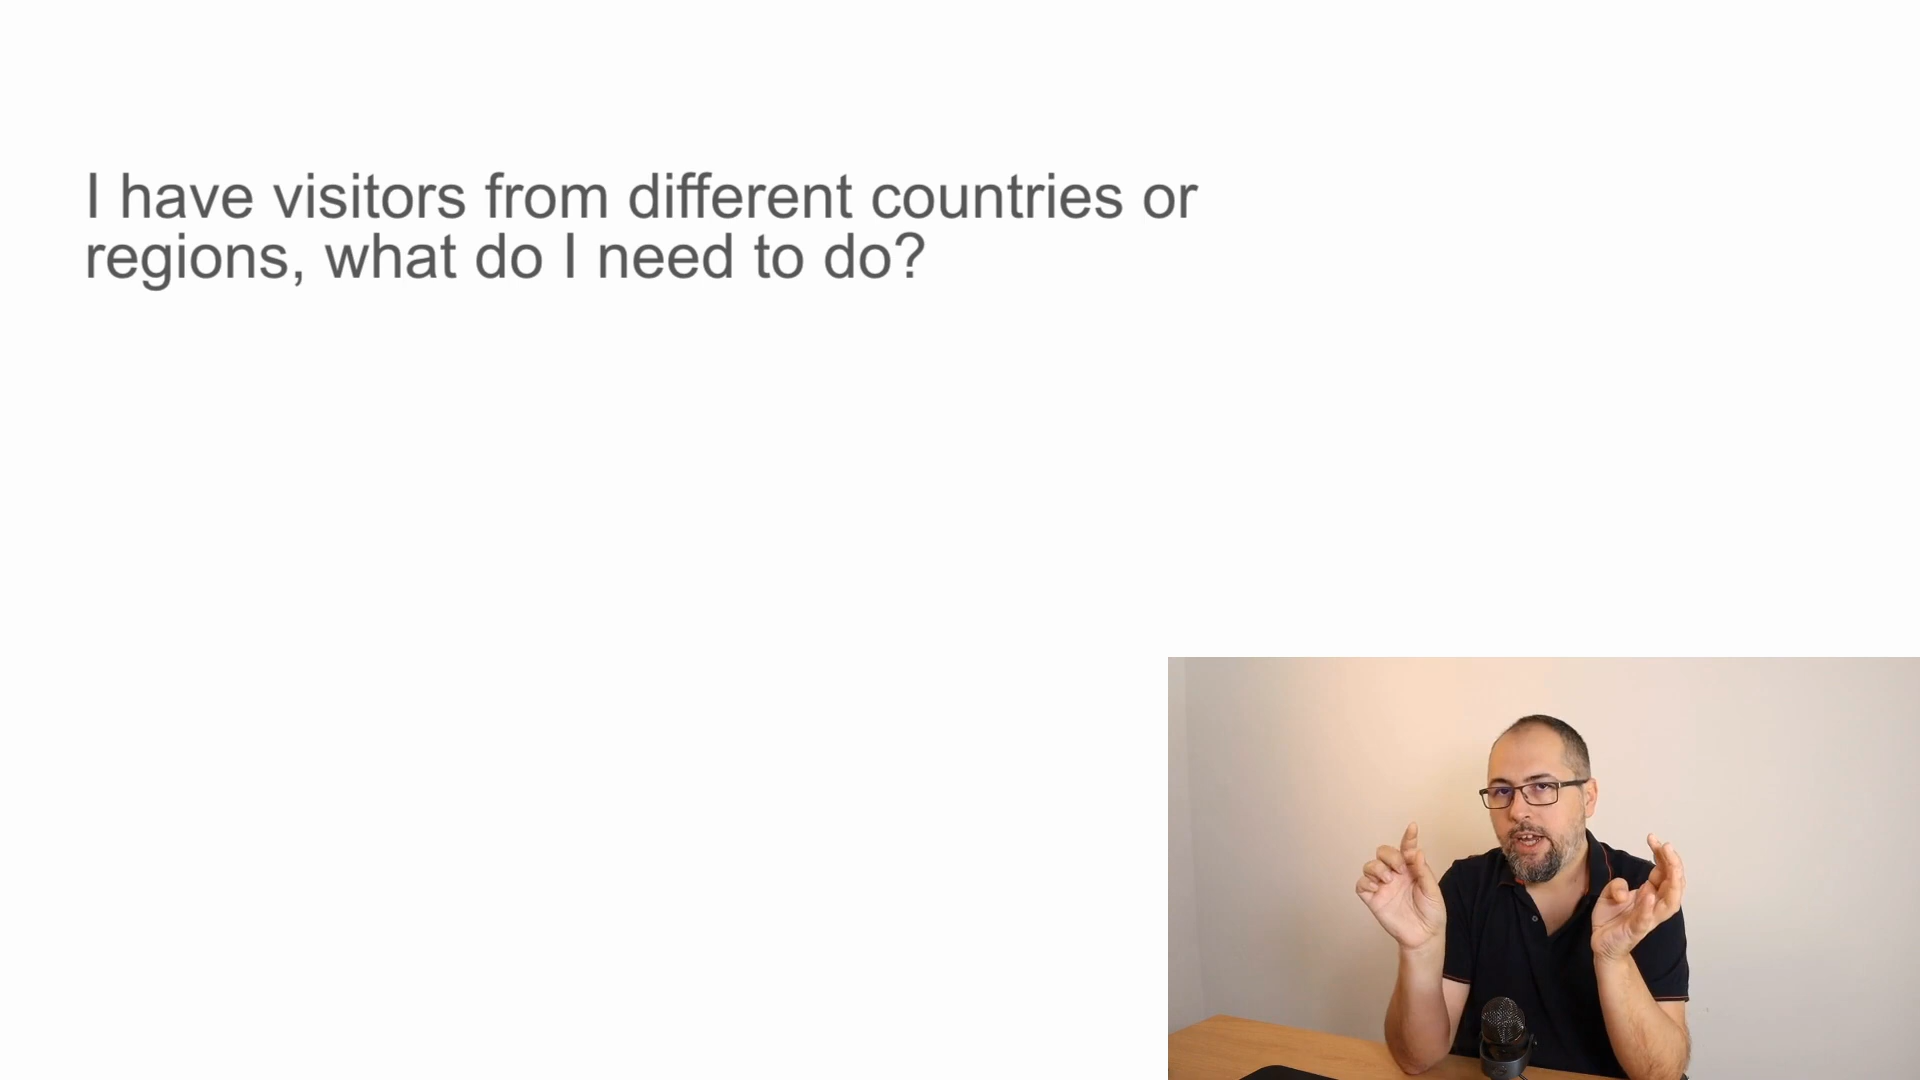 I have visitors from different countries or
regions, what do I need to do?